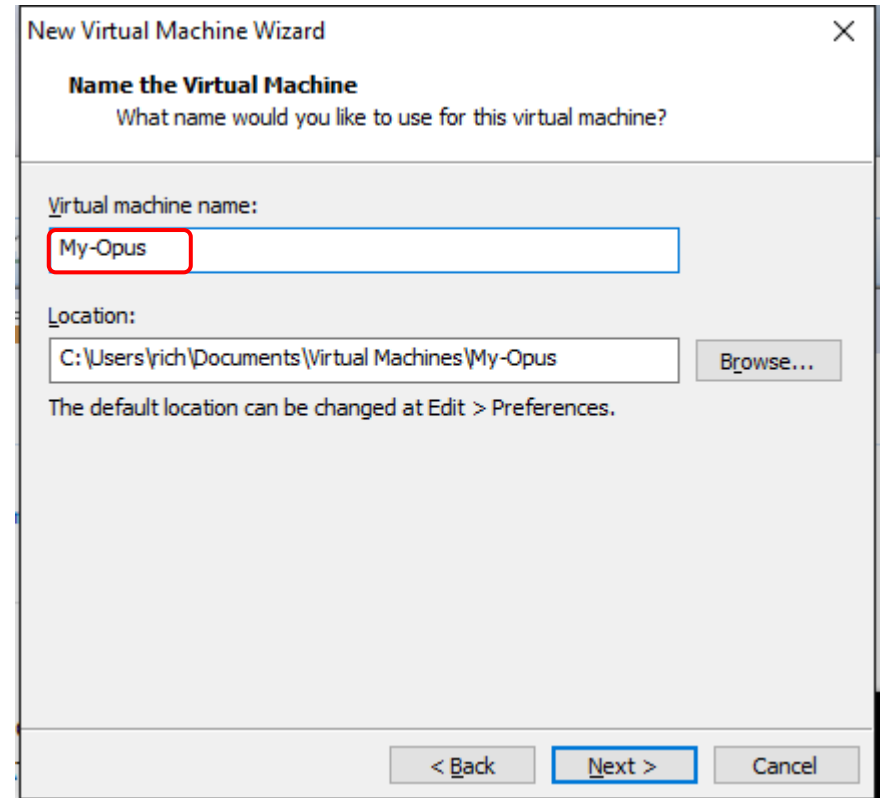 New Virtual Machine Wizard
Name the Virtual Machine
What name would you like to use for this virtual machine?
Virtual machine name:
My-Opus
Location:
C:\Users\rich\Documents\Virtual Machines\My-Opus
Browse...
The default location can be changed at Edit > Preferences.
< Back Next > Cancel